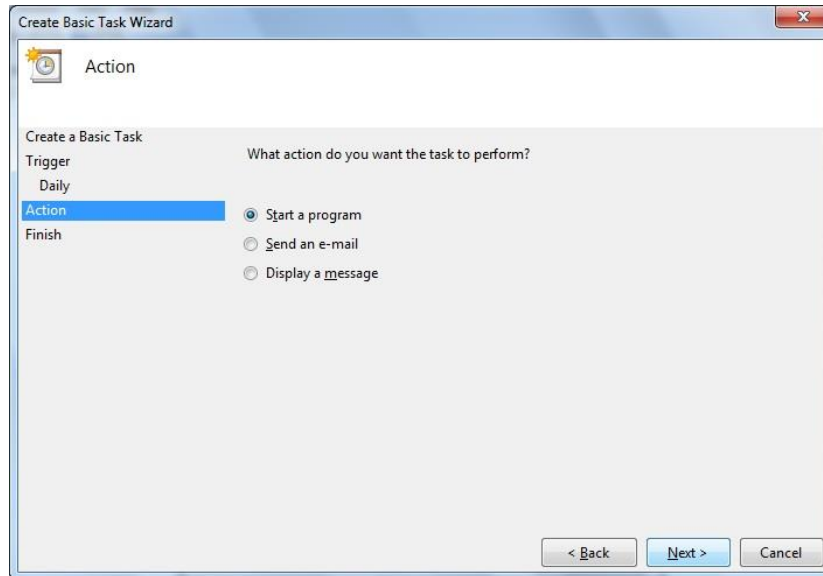 Create Basic Task Wizard
Action
Create a Basic Task
Trigger
Daily
Action
Finish
What action do you want the task to perform?
Start a program
Send an e-mail
Display a message
< Back
Next >
Cancel